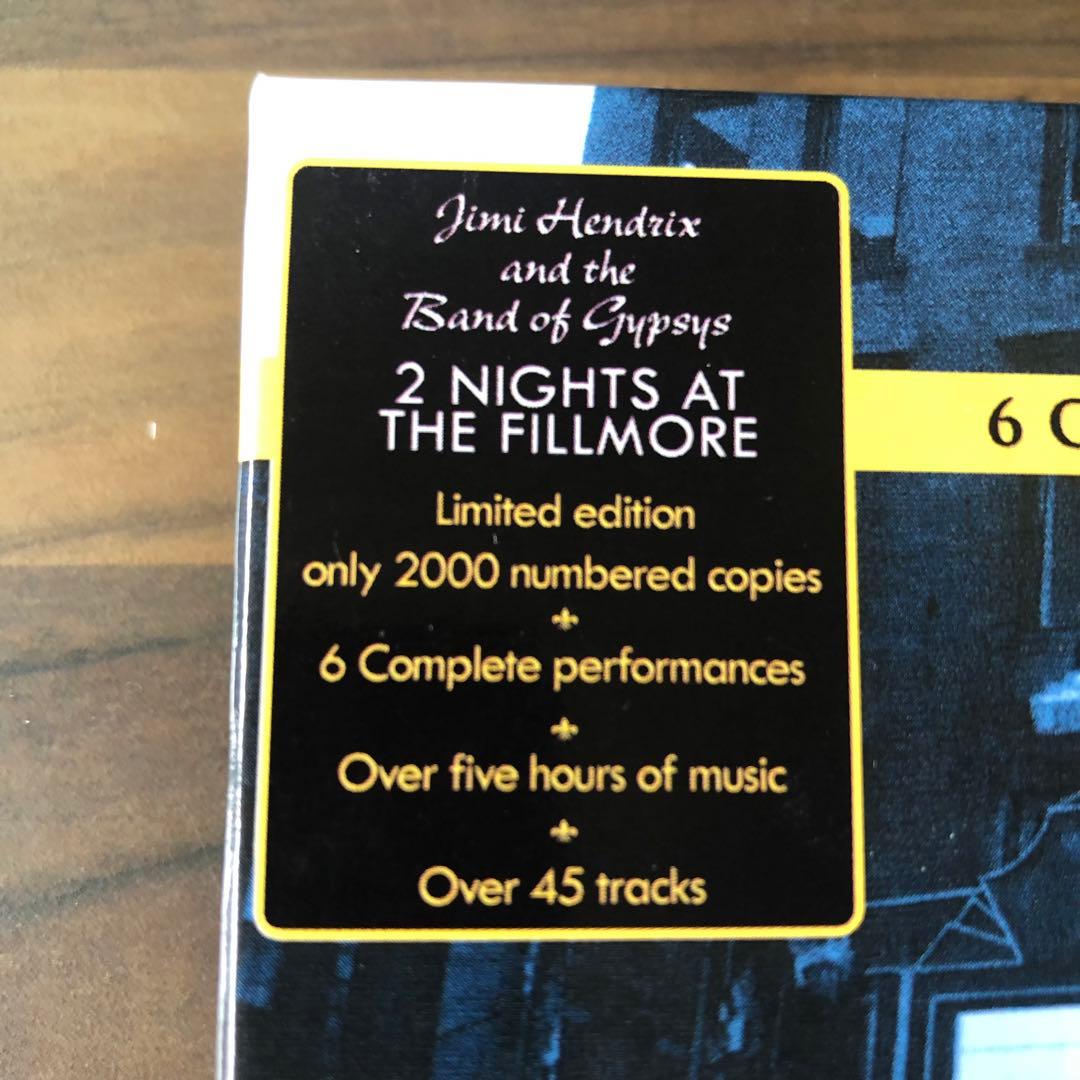 Jimi Hendrix
and the
Band of Gypsys
2 NIGHTS AT
THE FILLMORE
Limited edition
only 2000 numbered copies
6 Complete performances
Over five hours of music
Over 45 tracks
6